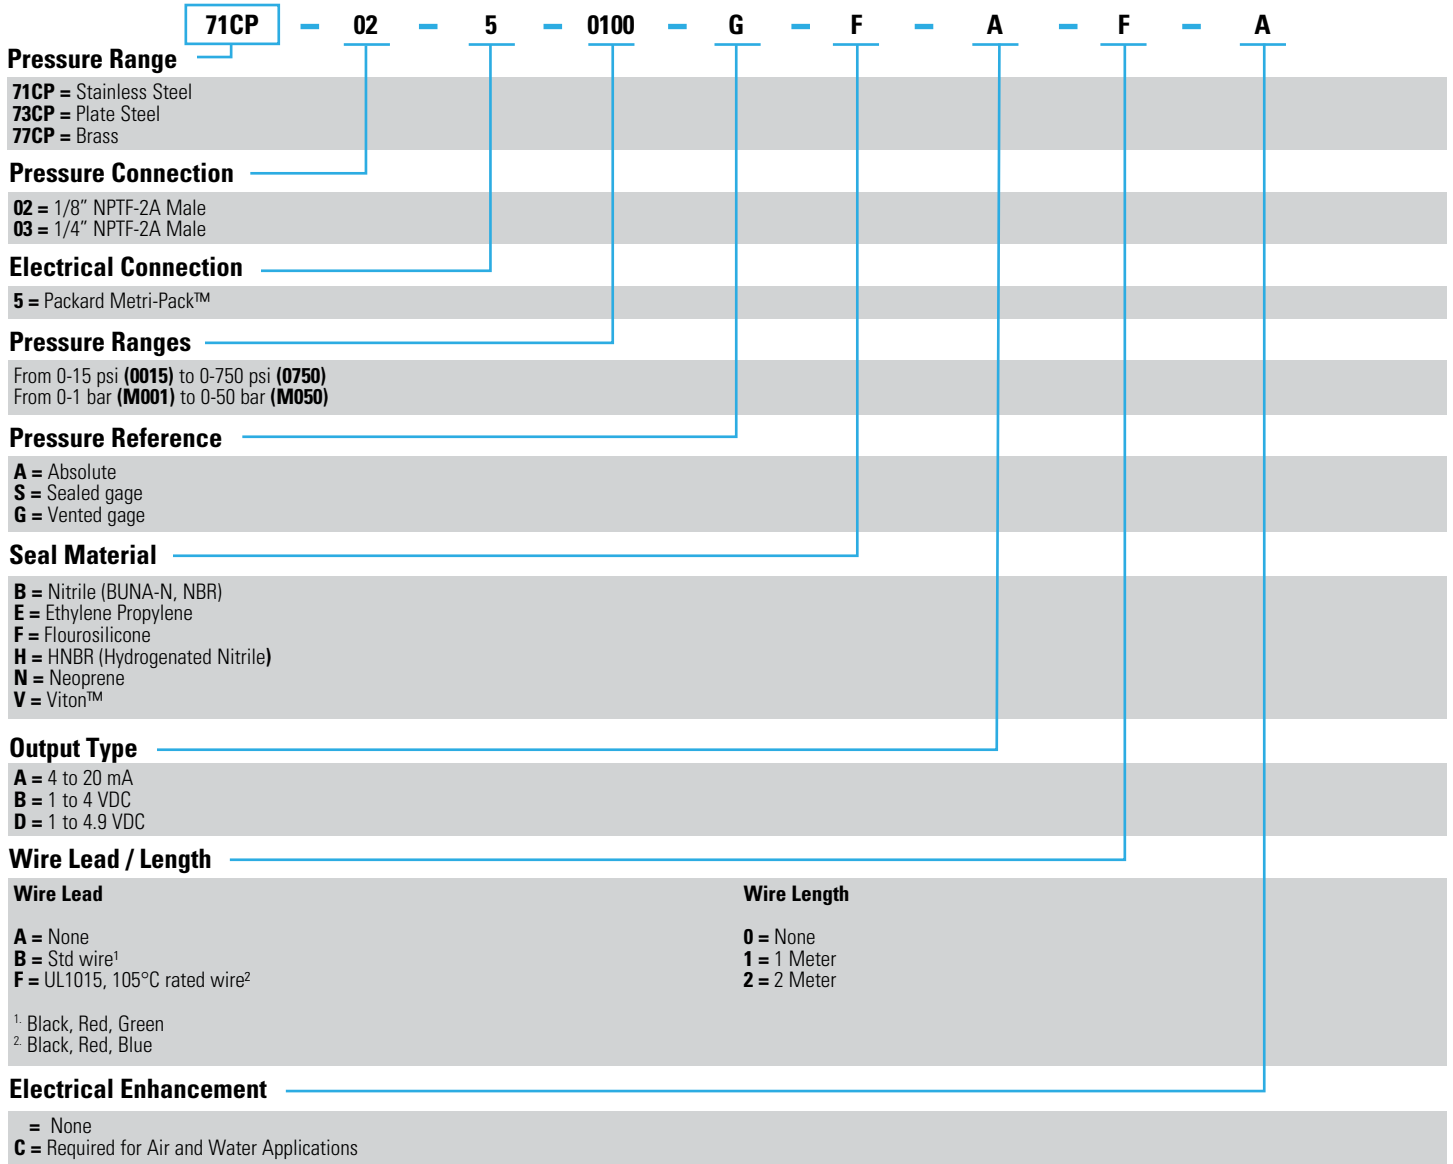 71CP – 02 – 5 – 0100 – G – F – A – F – A
Pressure Range
71CP = Stainless Steel
73CP = Plate Steel
77CP = Brass
Pressure Connection
02 = 1/8” NPTF-2A Male
03 = 1/4” NPTF-2A Male
Electrical Connection
5 = Packard Metri-Pack™
Pressure Ranges
From 0-15 psi (0015) to 0-750 psi (0750)
From 0-1 bar (M001) to 0-50 bar (M050)
Pressure Reference
A = Absolute
S = Sealed gage
G = Vented gage
Seal Material
B = Nitrile (BUNA-N, NBR)
E = Ethylene Propylene
F = Flourosilicone
H = HNBR (Hydrogenated Nitrile)
N = Neoprene
V = Viton™
Output Type
A = 4 to 20 mA
B = 1 to 4 VDC
D = 1 to 4.9 VDC
Wire Lead / Length
Wire Lead
A = None
B = Std wire¹
F = UL1015, 105°C rated wire²
1. Black, Red, Green
2. Black, Red, Blue
Wire Length
0 = None
1 = 1 Meter
2 = 2 Meter
Electrical Enhancement
= None
C = Required for Air and Water Applications